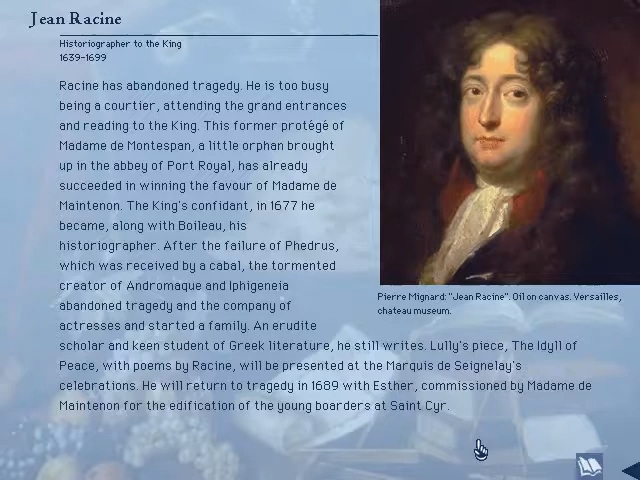 Jean Racine
Historiographer to the King
1639-1699
Racine has abandoned tragedy. He is too busy
being a courtier, attending the grand entrances
and reading to the King. This former protégé of
Madame de Montespan, a little orphan brought
up in the abbey of Port Royal, has already
succeeded in winning the favour of Madame de
Maintenon. The King's confidant, in 1677 he
became, along with Boileau, his
historiographer. After the failure of Phedrus,
which was received by a cabal, the tormented
creator of Andromaque and Iphigeneia
abandoned tragedy and the company of
actresses and started a family. An erudite
scholar and keen student of Greek literature, he still writes. Lully's piece, The Idyll of
Peace, with poems by Racine, will be presented at the Marquis de Seignelay's
celebrations. He will return to tragedy in 1689 with Esther, commissioned by Madame de
Maintenon for the edification of the young boarders at Saint Cyr.
Pierre Mignard: "Jean Racine". Oil on canvas. Versailles,
chateau museum.